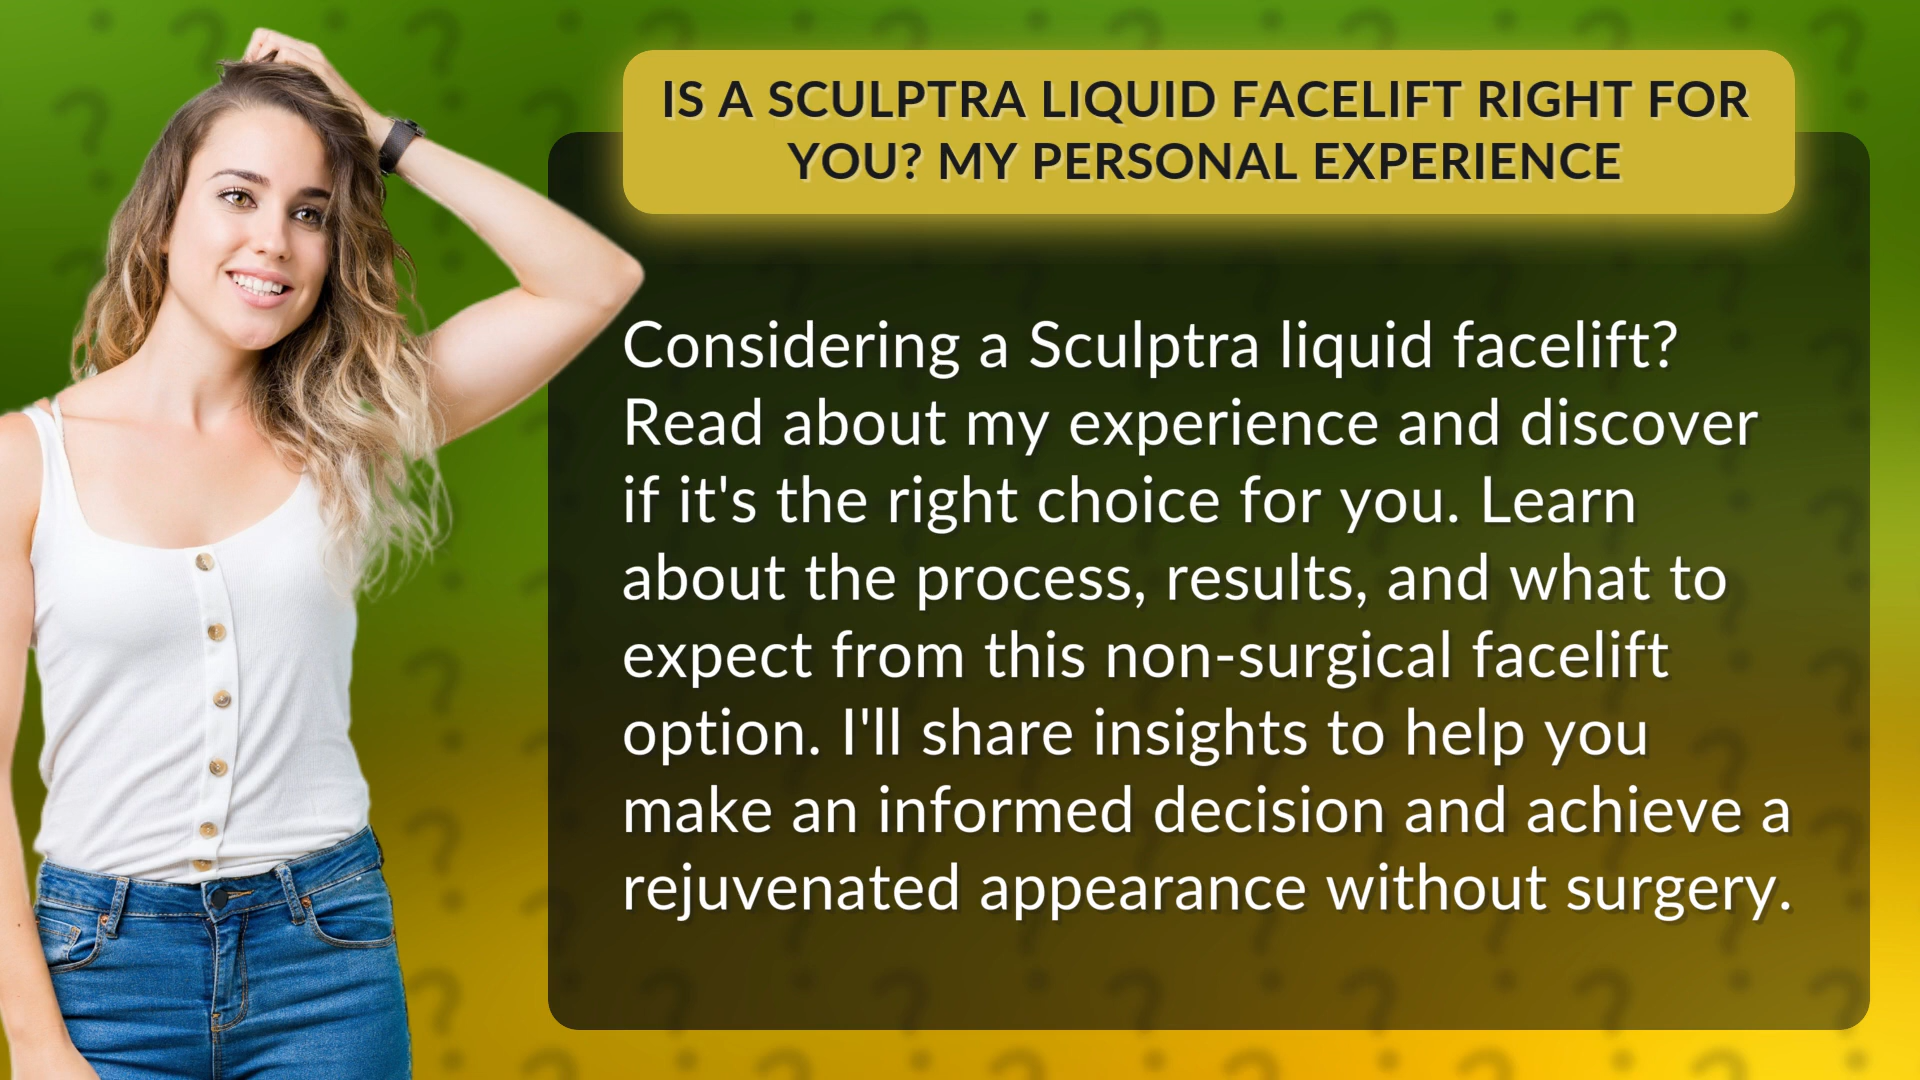 IS A SCULPTRA LIQUID FACELIFT RIGHT FOR
YOU? MY PERSONAL EXPERIENCE
Considering a Sculptra liquid facelift?
Read about my experience and discover
if it's the right choice for you. Learn
about the process, results, and what to
expect from this non-surgical facelift
option. I'll share insights to help you
make an informed decision and achieve a
rejuvenated appearance without surgery.